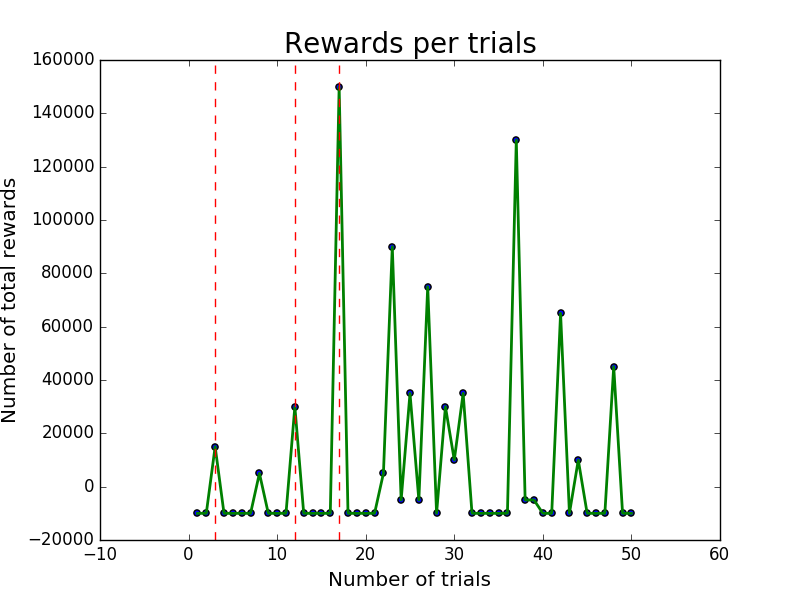 Rewards per trials
160000
140000
120000
100000
80000
60000
40000
20000
0
−20000
Number of total rewards
−10 0 10 20 30 40 50 60
Number of trials